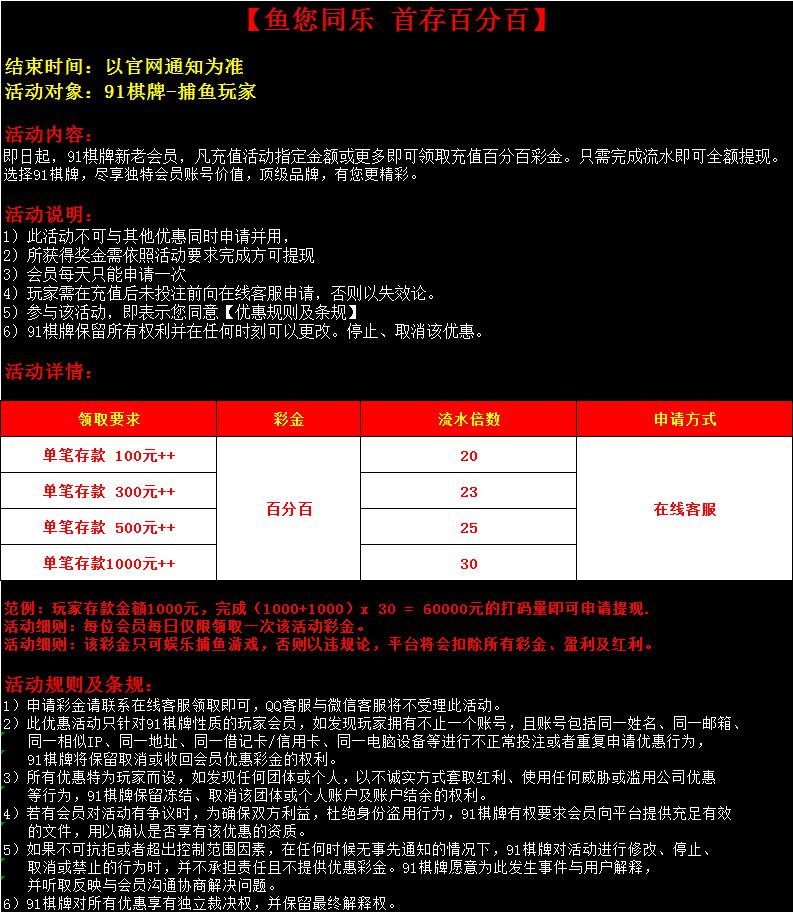 【鱼您同乐 首存百分百】
结束时间：以官网通知为准
活动对象：91棋牌-捕鱼玩家
活动内容：
即日起，91棋牌新老会员，凡充值活动指定金额或更多即可领取充值百分百彩金。只需完成流水即可全额提现。
选择91棋牌，尽享独特会员账号价值，顶级品牌，有您更精彩。
活动说明：
1）此活动不可与其他优惠同时申请并用，
2）所获得奖金需依照活动要求完成方可提现
3）会员每天只能申请一次
4）玩家需在充值后未投注前向在线客服申请，否则以失效论。
5）参与该活动，即表示您同意【优惠规则及条规】
6）91棋牌保留所有权利并在任何时刻可以更改。停止、取消该优惠。
活动详情：
领取要求 彩金 流水倍数 申请方式
单笔存款 100元++ 20
单笔存款 300元++ 23
百分百 在线客服
单笔存款 500元++ 25
单笔存款1000元++ 30
范例：玩家存款金额1000元，完成（1000+1000）x 30 = 60000元的打码量即可申请提现.
活动细则：每位会员每日仅限领取一次该活动彩金。
活动细则：该彩金只可娱乐捕鱼游戏，否则以违规论，平台将会扣除所有彩金、盈利及红利。
活动规则及条规：
1）申请彩金请联系在线客服领取即可，QQ客服与微信客服将不受理此活动。
2）此优惠活动只针对91棋牌性质的玩家会员，如发现玩家拥有不止一个账号，且账号包括同一姓名、同一邮箱、
同一相似IP、同一地址、同一借记卡/信用卡、同一电脑设备等进行不正常投注或者重复申请优惠行为，
91棋牌将保留取消或收回会员优惠彩金的权利。
3）所有优惠特为玩家而设，如发现任何团体或个人，以不诚实方式套取红利、使用任何威胁或滥用公司优惠
等行为，91棋牌保留冻结、取消该团体或个人账户及账户结余的权利。
4）若有会员对活动有争议时，为确保双方利益，杜绝身份盗用行为，91棋牌有权要求会员向平台提供充足有效
的文件，用以确认是否享有该优惠的资质。
5）如果不可抗拒或者超出控制范围因素，在任何时候无事先通知的情况下，91棋牌对活动进行修改、停止、
取消或禁止的行为时，并不承担责任且不提供优惠彩金。91棋牌愿意为此发生事件与用户解释，
并听取反映与会员沟通协商解决问题。
6）91棋牌对所有优惠享有独立裁决权，并保留最终解释权。